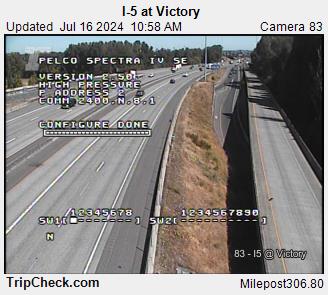 I-5 at Victory
Updated Jul 16 2024 10:58 AM Camera 83
PELCO SPECTRA IV SE
VERSION 2.50
HIGH PRESSURE
P ADDRESS 2
COMM 2400,N,8,1
CONFIGURE DONE
12345678 1234567890
SW1 SW2
N
83 - I5 @ Victory
TripCheck.com Milepost306.80